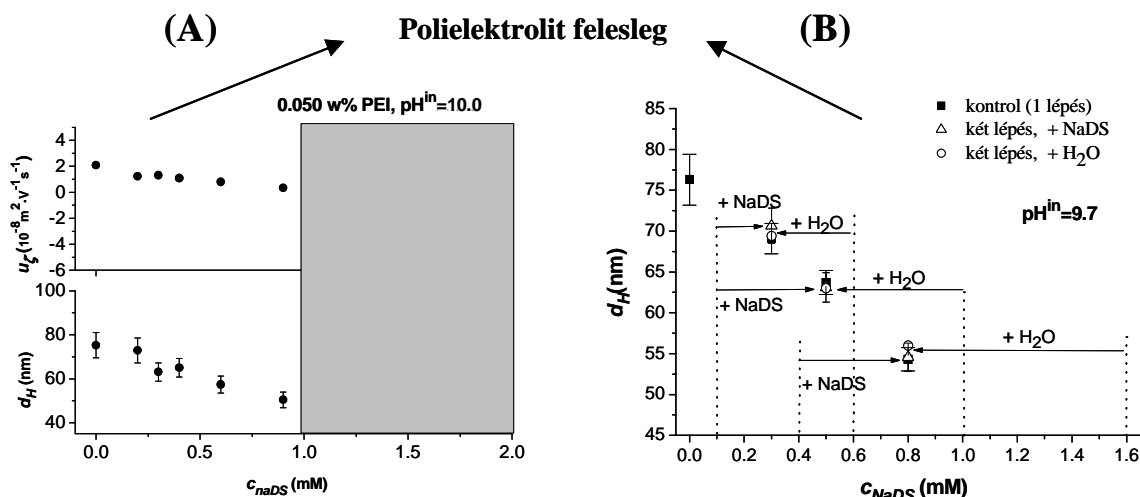 (A)
Polielektrolit felesleg
(B)
0.050 w% PEI, pH^in=10.0
u_ζ (10^-8 m^2·V^-1 s^-1)
4
2
0
-2
-4
-6
d_H (nm)
100
80
60
40
0.0
0.5
1.0
1.5
2.0
c_naDS (mM)
kontrol (1 lépés)
két lépés, + NaDS
két lépés, + H₂O
pH^in=9.7
d_H(nm)
85
80
75
70
65
60
55
50
45
+ NaDS
+ H₂O
+ H₂O
+ NaDS
+ H₂O
+ NaDS
0.0
0.2
0.4
0.6
0.8
1.0
1.2
1.4
1.6
c_NaDS (mM)